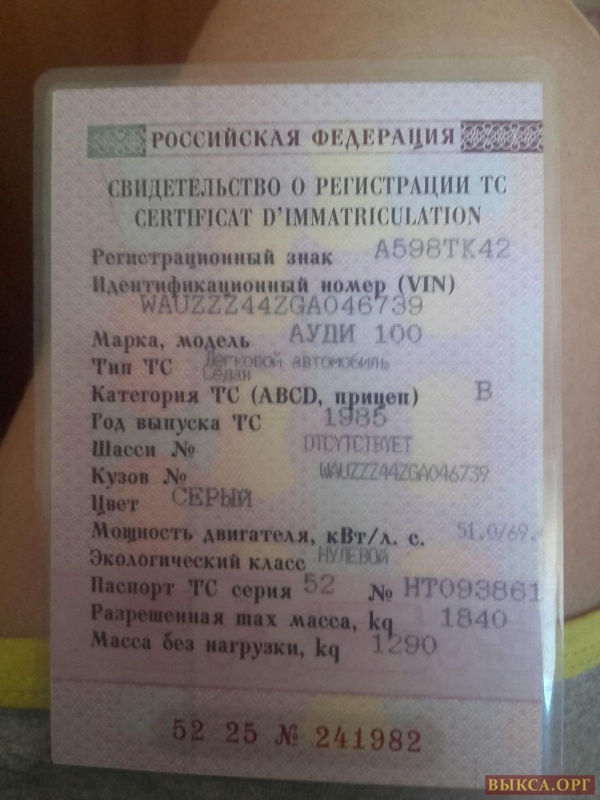 РОССИЙСКАЯ ФЕДЕРАЦИЯ
СВИДЕТЕЛЬСТВО О РЕГИСТРАЦИИ ТС
CERTIFICAT D'IMMATRICULATION
Регистрационный знак А598ТК42
Идентификационный номер (VIN)
WAUZZZ44ZGA046739
Марка, модель АУДИ 100
Тип ТС Легковой автомобиль
Седан
Категория ТС (ABCD, прицеп) B
Год выпуска ТС 1985
Шасси № ОТСУТСТВУЕТ
Кузов № WAUZZZ44ZGA046739
Цвет СЕРЫЙ
Мощность двигателя, кВт/л. с. 51.0/69.
Экологический класс НУЛЕВОЙ
Паспорт ТС серия 52 № НТ093861
Разрешенная max масса, kg 1840
Масса без нагрузки, kg 1290
52 25 № 241982
ВЫКСА.ОРГ